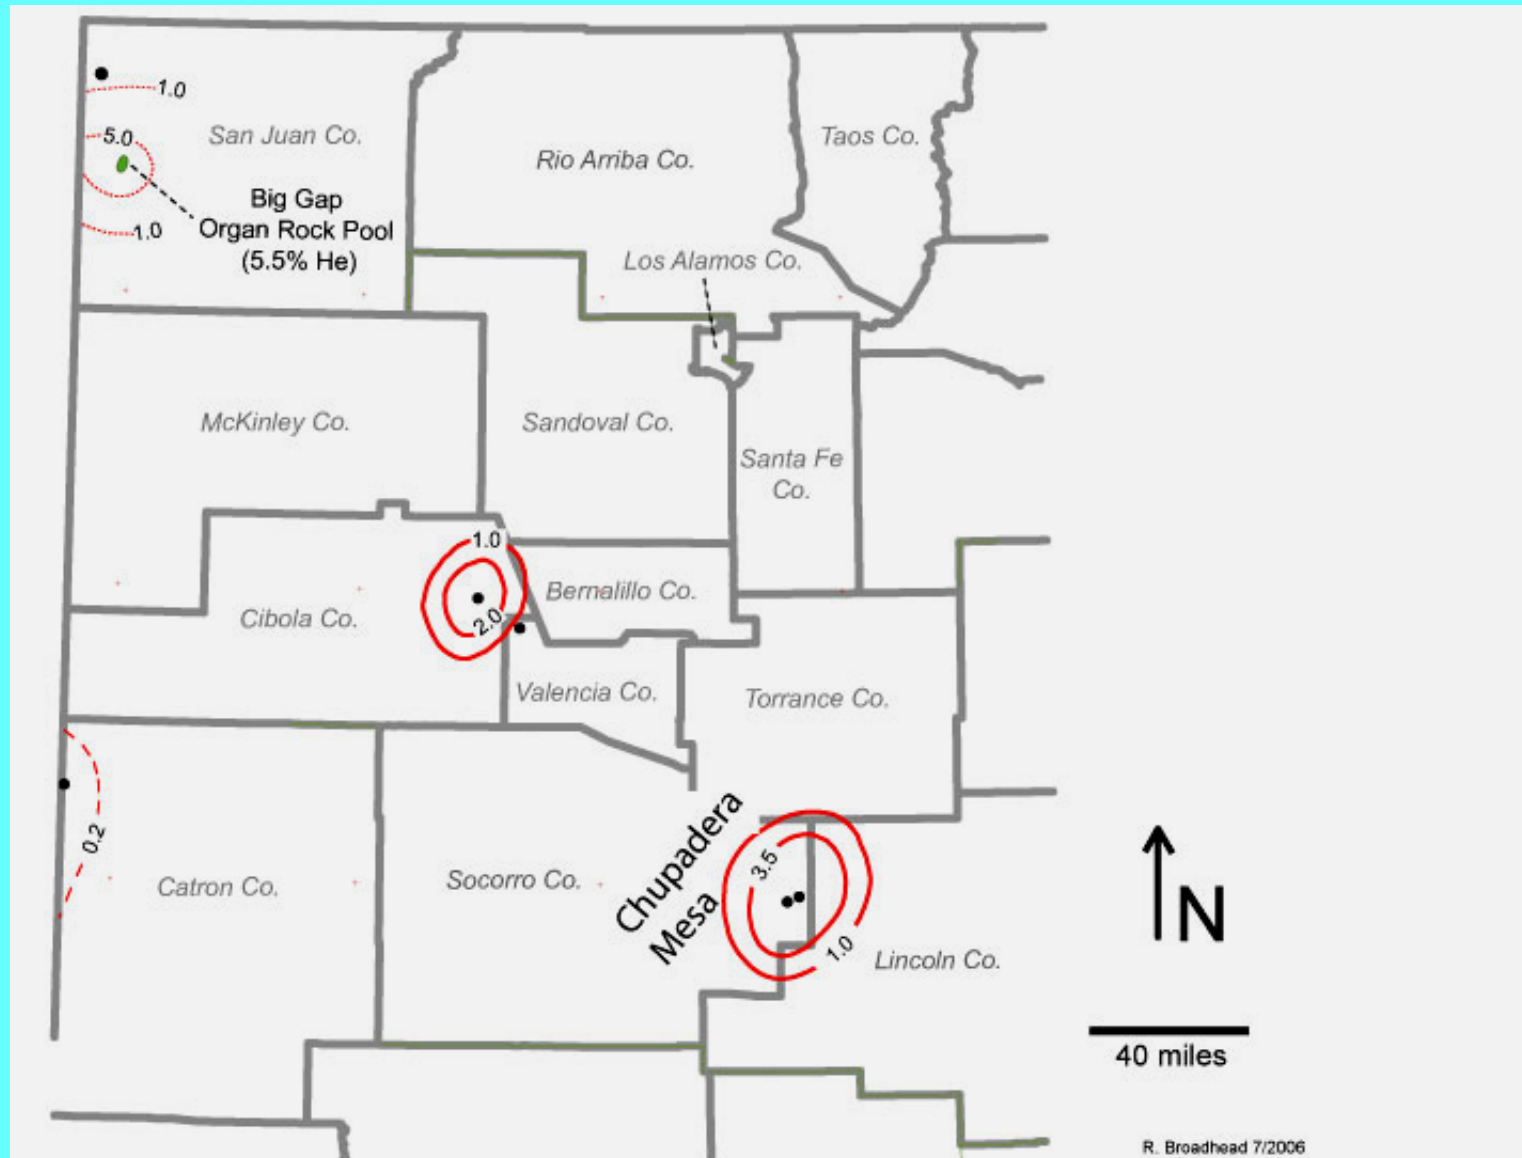 1.0
5.0
San Juan Co.
Rio Arriba Co.
Taos Co.
Big Gap
Organ Rock Pool
(5.5% He)
1.0
Los Alamos Co.
McKinley Co.
Sandoval Co.
Santa Fe
Co.
1.0
2.0
Cibola Co.
Bernalillo Co.
Valencia Co.
Torrance Co.
0.2
Catron Co.
Socorro Co.
Chupadera
Mesa
3.5
1.0
Lincoln Co.
N
40 miles
R. Broadhead 7/2006